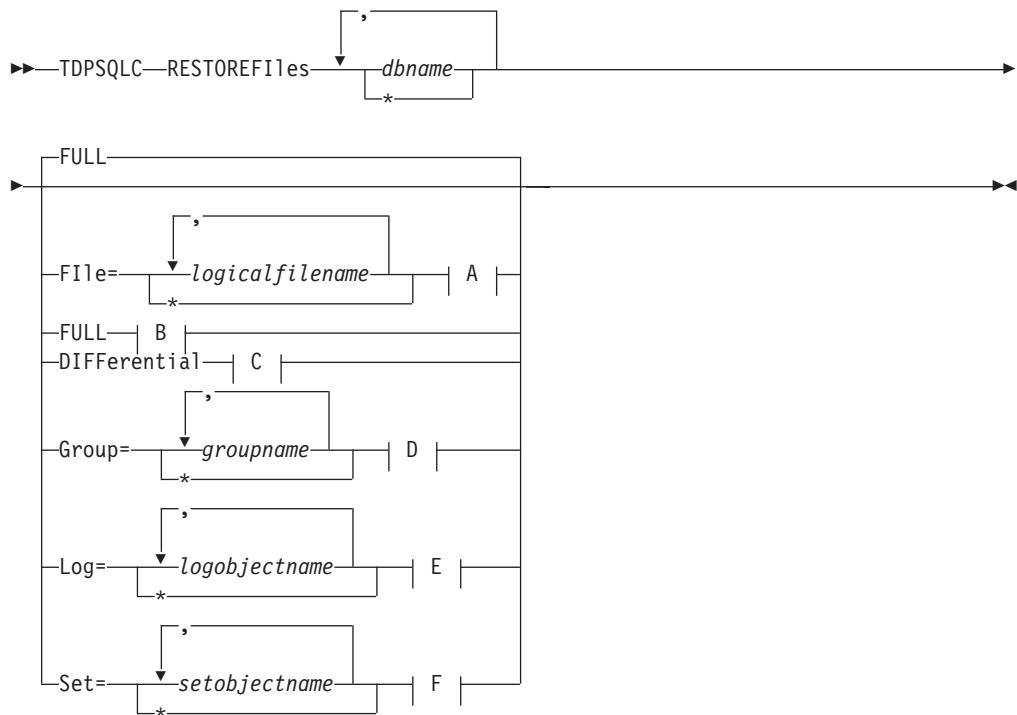 ,
TDPSQLC RESTOREFIles dbname
*
FULL
,
FIle= logicalfilename A
*
FULL B
DIFFerential C
,
Group= groupname D
*
,
Log= logobjectname E
*
,
Set= setobjectname F
*